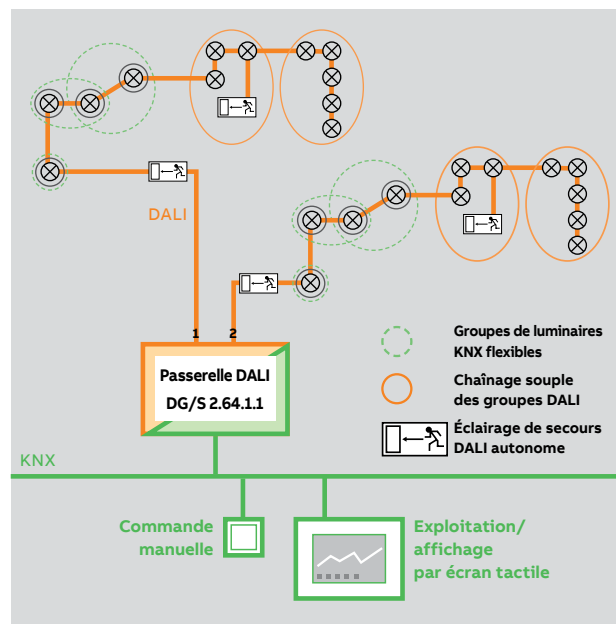 DALI
1
2
Passerelle DALI
DG/S 2.64.1.1
Groupes de luminaires
KNX flexibles
Chaînage souple
des groupes DALI
Éclairage de secours
DALI autonome
KNX
Commande
manuelle
Exploitation/
affichage
par écran tactile